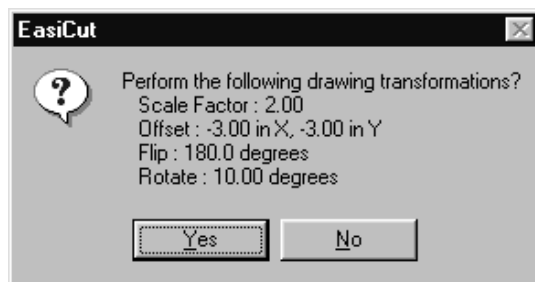 EasiCut
?
Perform the following drawing transformations?
Scale Factor : 2.00
Offset : -3.00 in X, -3.00 in Y
Flip : 180.0 degrees
Rotate : 10.00 degrees
Yes No